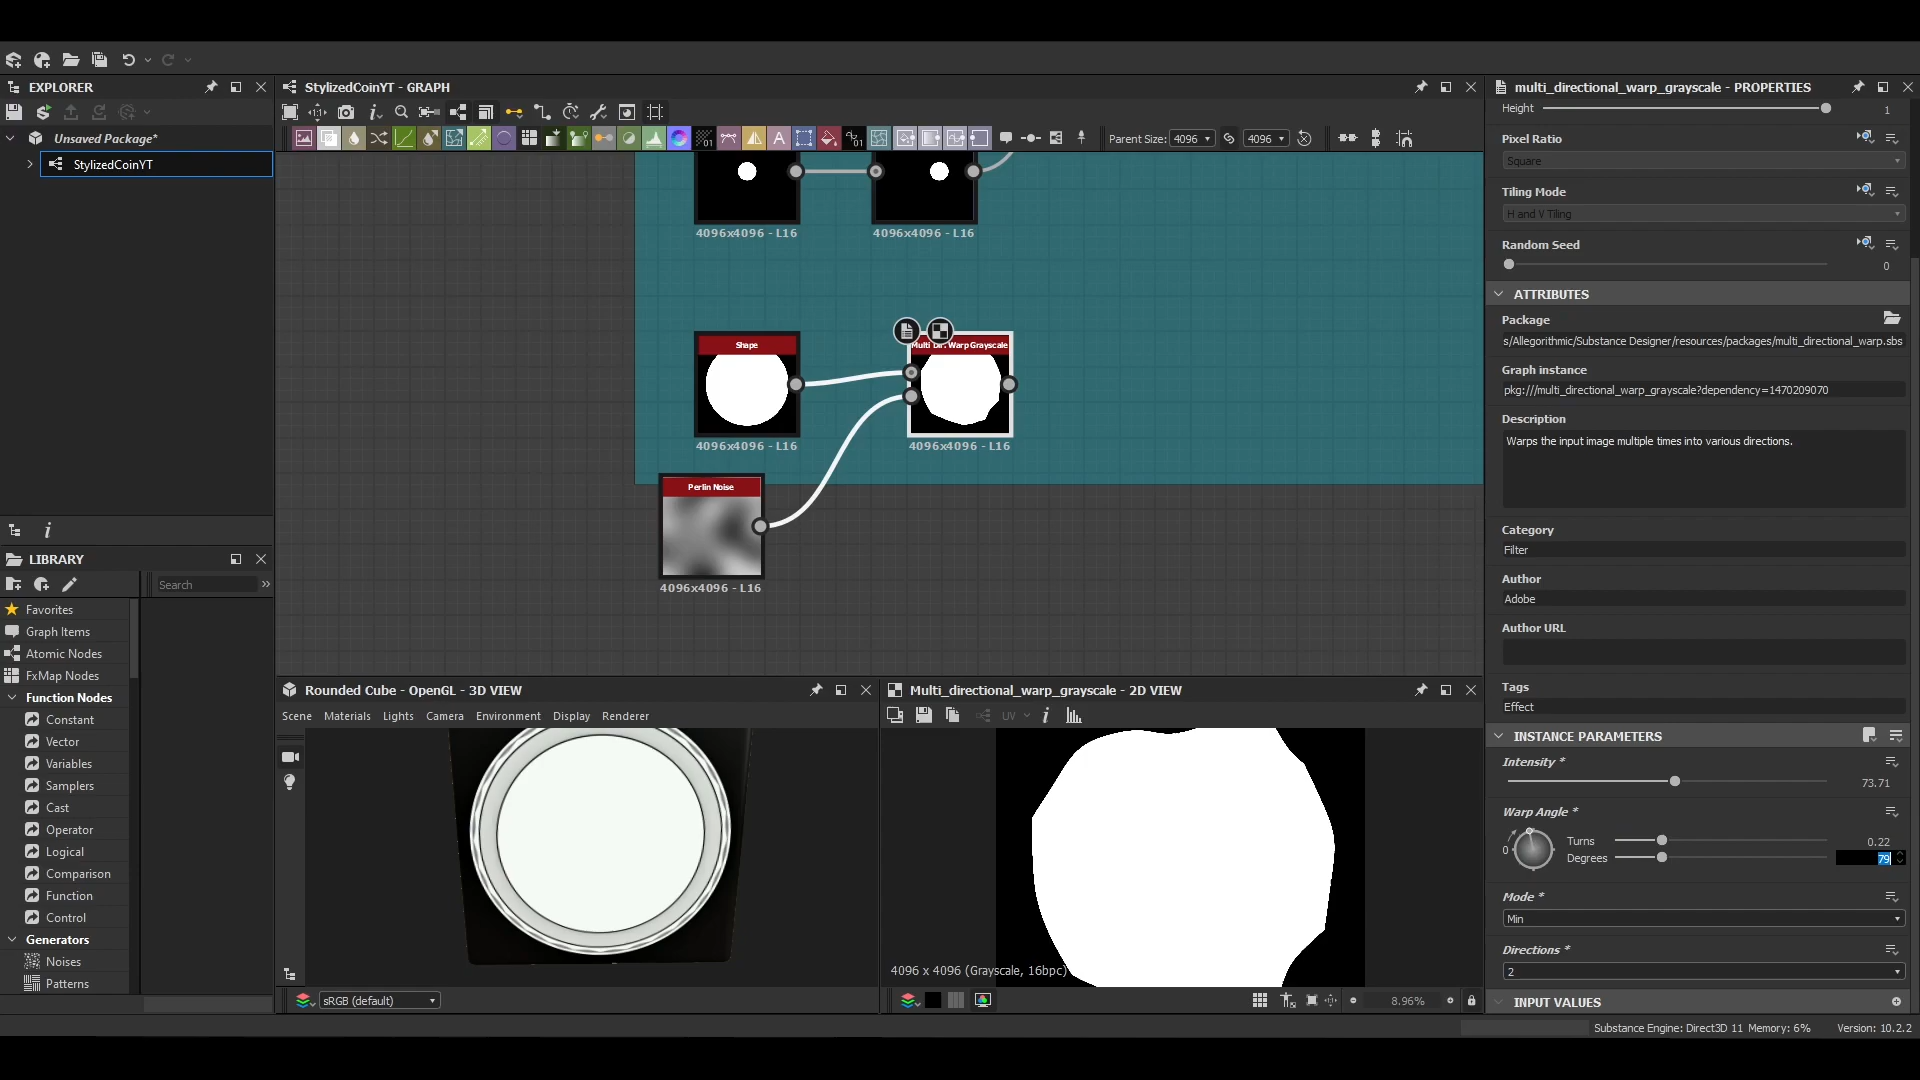 EXPLORER
Unsaved Package*
StylizedCoinYT
LIBRARY
Search
Favorites
Graph Items
Atomic Nodes
FxMap Nodes
Function Nodes
Constant
Vector
Variables
Samplers
Cast
Operator
Logical
Comparison
Function
Control
Generators
Noises
Patterns
StylizedCoinYT - GRAPH
Parent Size: 4096 4096
4096x4096 - L16
4096x4096 - L16
Shape
4096x4096 - L16
Multi Dir. Warp Grayscale
4096x4096 - L16
Perlin Noise
4096x4096 - L16
Rounded Cube - OpenGL - 3D VIEW
Scene Materials Lights Camera Environment Display Renderer
sRGB (default)
Multi_directional_warp_grayscale - 2D VIEW
UV
4096 x 4096 (Grayscale, 16bpc)
8.96%
multi_directional_warp_grayscale - PROPERTIES
Height 1
Pixel Ratio
Square
Tiling Mode
H and V Tiling
Random Seed
0
ATTRIBUTES
Package
s/Allegorithmic/Substance Designer/resources/packages/multi_directional_warp.sbs
Graph instance
pkg:///multi_directional_warp_grayscale?dependency=1470209070
Description
Warps the input image multiple times into various directions.
Category
Filter
Author
Adobe
Author URL
Tags
Effect
INSTANCE PARAMETERS
Intensity *
73.71
Warp Angle *
0
Turns 0.22
Degrees 79
Mode *
Min
Directions *
2
INPUT VALUES
Substance Engine: Direct3D 11 Memory: 6% Version: 10.2.2